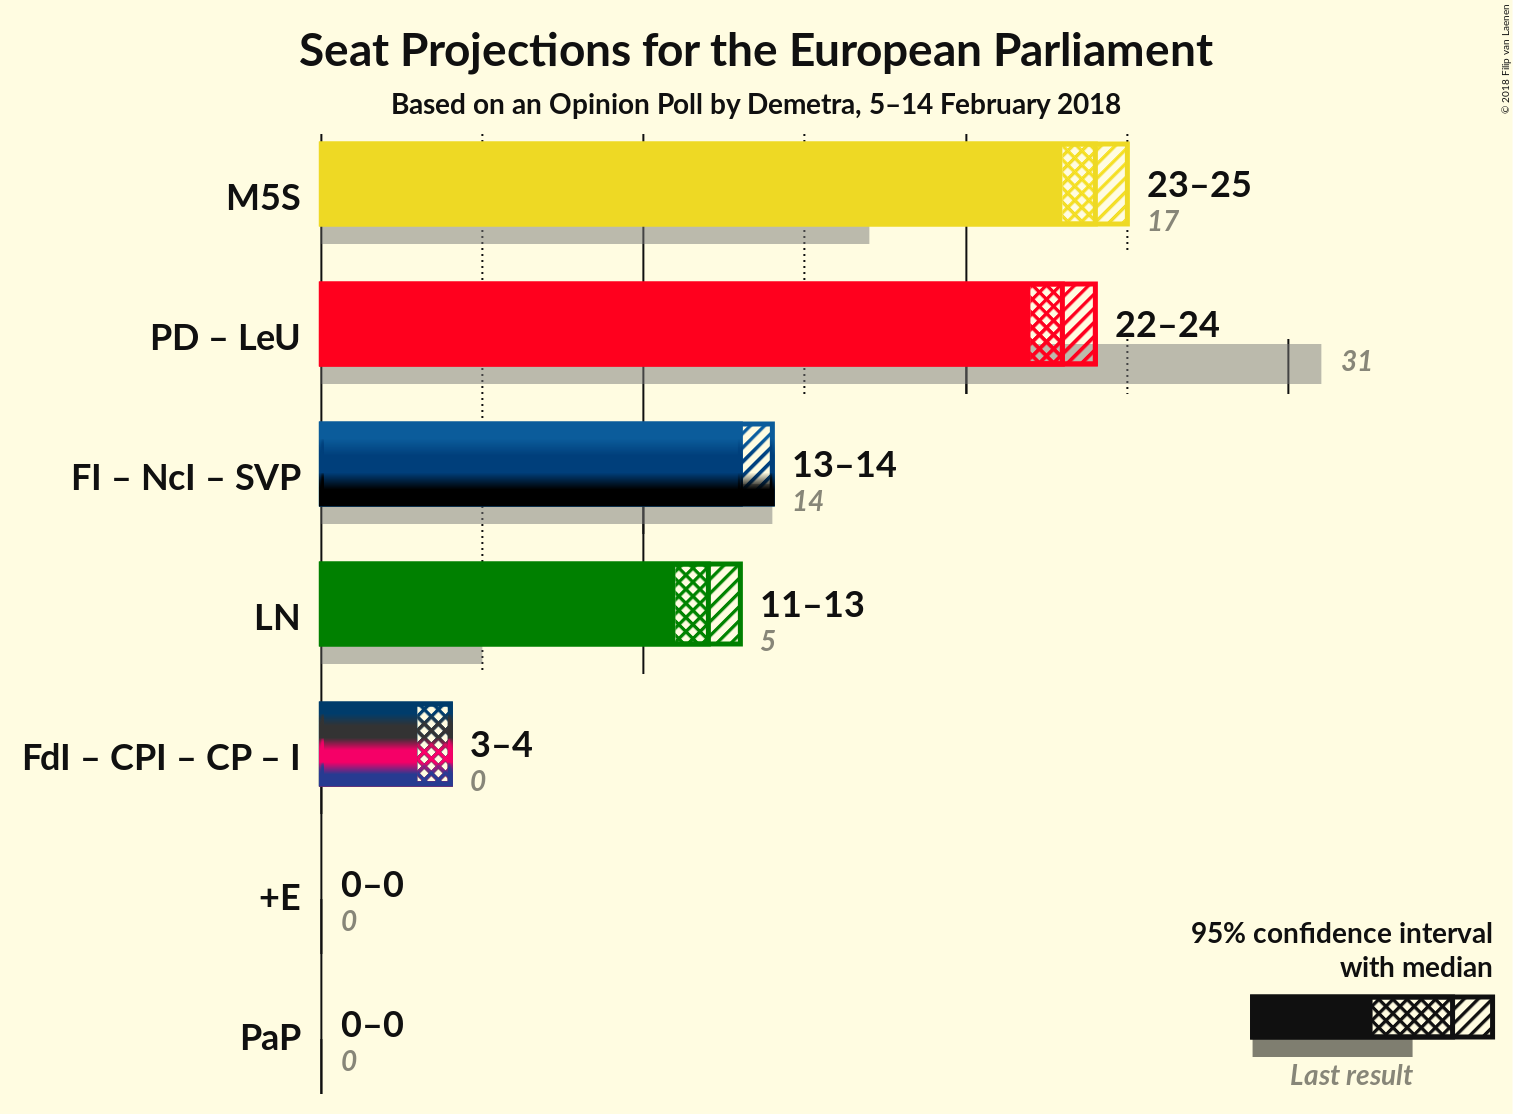 Seat Projections for the European Parliament
Based on an Opinion Poll by Demetra, 5–14 February 2018
© 2018 Filip van Laenen
M5S
23–25
17
PD – LeU
22–24
31
FI – NcI – SVP
13–14
14
LN
11–13
5
FdI – CPI – CP – I
3–4
0
+E
0–0
0
PaP
0–0
0
95% confidence interval
with median
Last result